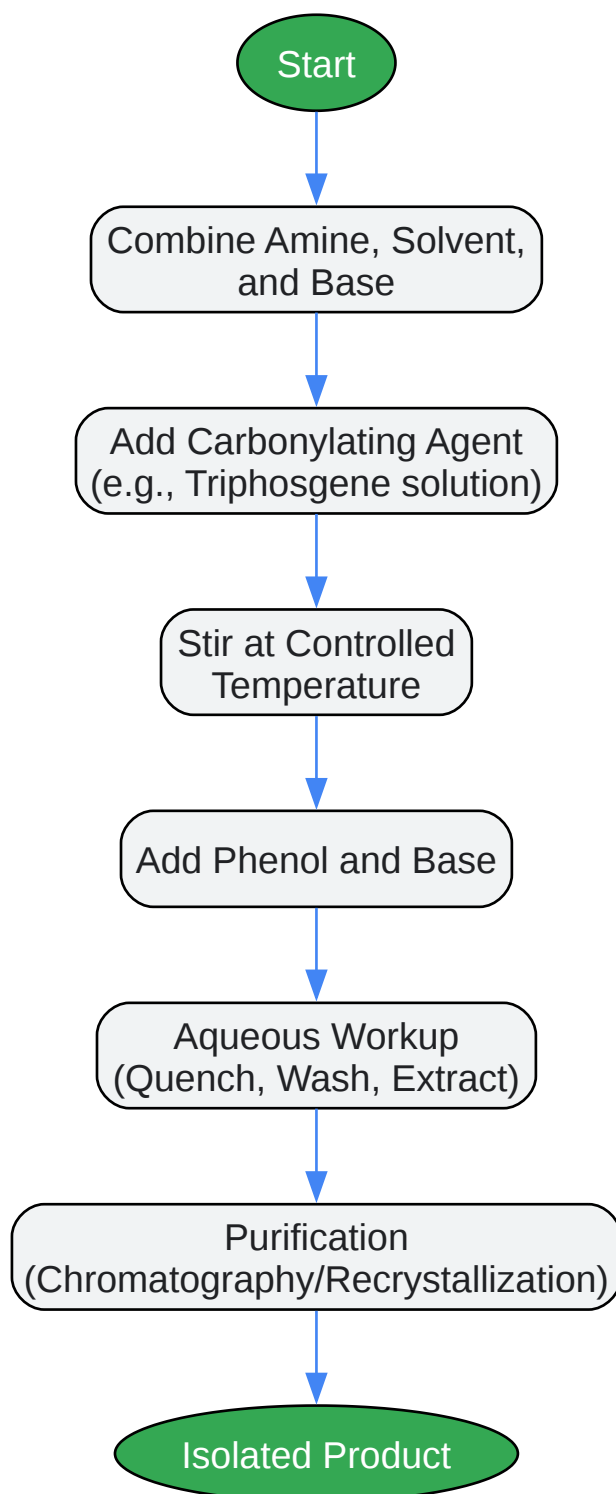 Start
Combine Amine, Solvent,
and Base
Add Carbonylating Agent
(e.g., Triphosgene solution)
Stir at Controlled
Temperature
Add Phenol and Base
Aqueous Workup
(Quench, Wash, Extract)
Purification
(Chromatography/Recrystallization)
Isolated Product